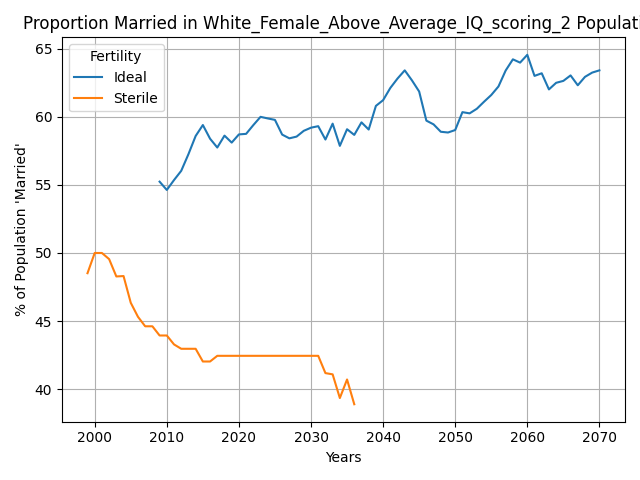 Proportion Married in White_Female_Above_Average_IQ_scoring_2 Populati
Fertility
Ideal
Sterile
% of Population 'Married'
65
60
55
50
45
40
2000 2010 2020 2030 2040 2050 2060 2070
Years